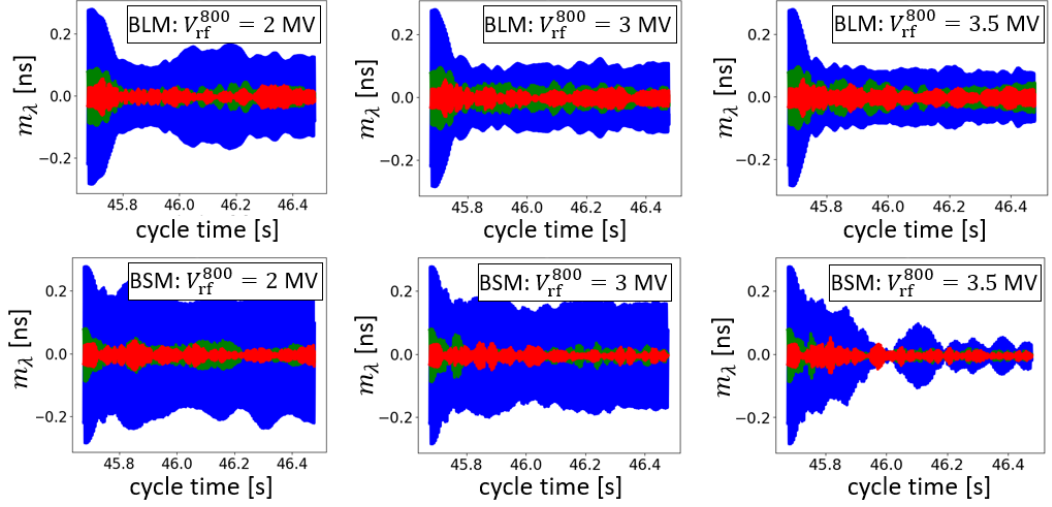 BLM: V_rf^800 = 2 MV
0.2
0.0
−0.2
m_λ [ns]
45.8
46.0
46.2
46.4
cycle time [s]
BLM: V_rf^800 = 3 MV
0.2
0.0
−0.2
m_λ [ns]
45.8
46.0
46.2
46.4
cycle time [s]
BLM: V_rf^800 = 3.5 MV
0.2
0.0
−0.2
m_λ [ns]
45.8
46.0
46.2
46.4
cycle time [s]
BSM: V_rf^800 = 2 MV
0.2
0.0
−0.2
m_λ [ns]
45.8
46.0
46.2
46.4
cycle time [s]
BSM: V_rf^800 = 3 MV
0.2
0.0
−0.2
m_λ [ns]
45.8
46.0
46.2
46.4
cycle time [s]
BSM: V_rf^800 = 3.5 MV
0.2
0.0
−0.2
m_λ [ns]
45.8
46.0
46.2
46.4
cycle time [s]